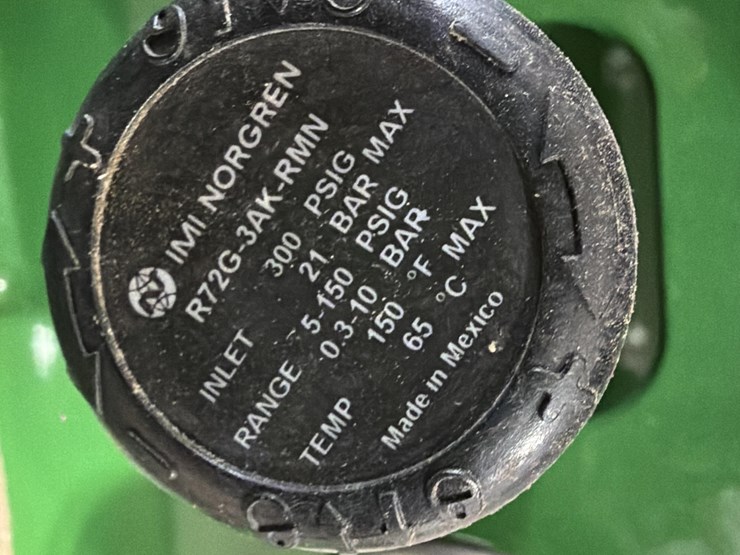 IMI NORGREN
R72G-3AK-RMN
INLET 300 PSIG
21 BAR MAX
RANGE 5-150 PSIG
0.3-10 BAR
TEMP 150 °F MAX
65 °C
Made in Mexico